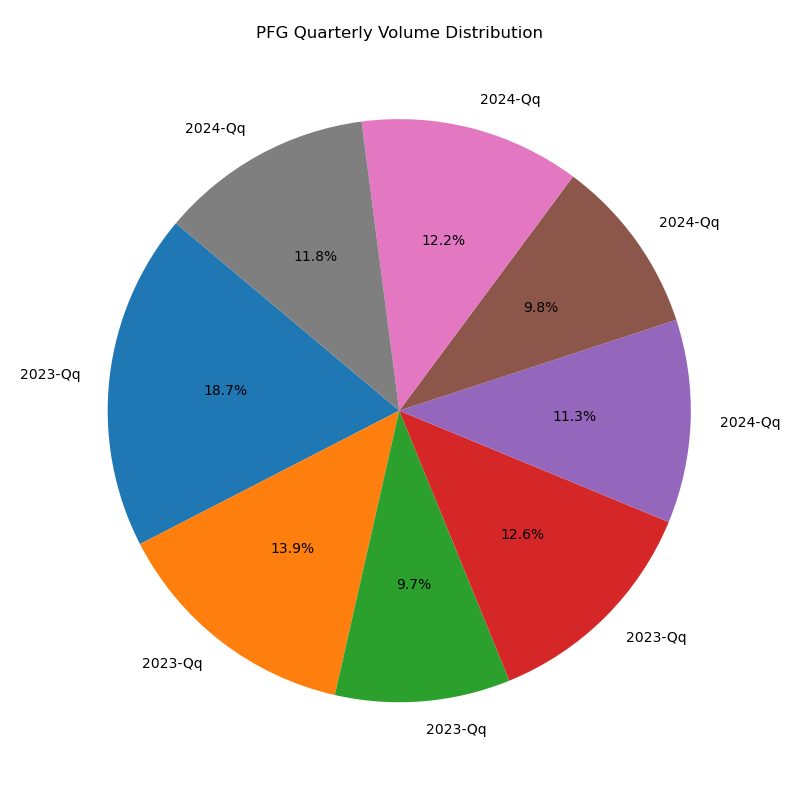 PFG Quarterly Volume Distribution
2024-Qq
2024-Qq
2024-Qq
12.2%
11.8%
9.8%
2023-Qq
18.7%
11.3%
2024-Qq
12.6%
13.9%
9.7%
2023-Qq
2023-Qq
2023-Qq